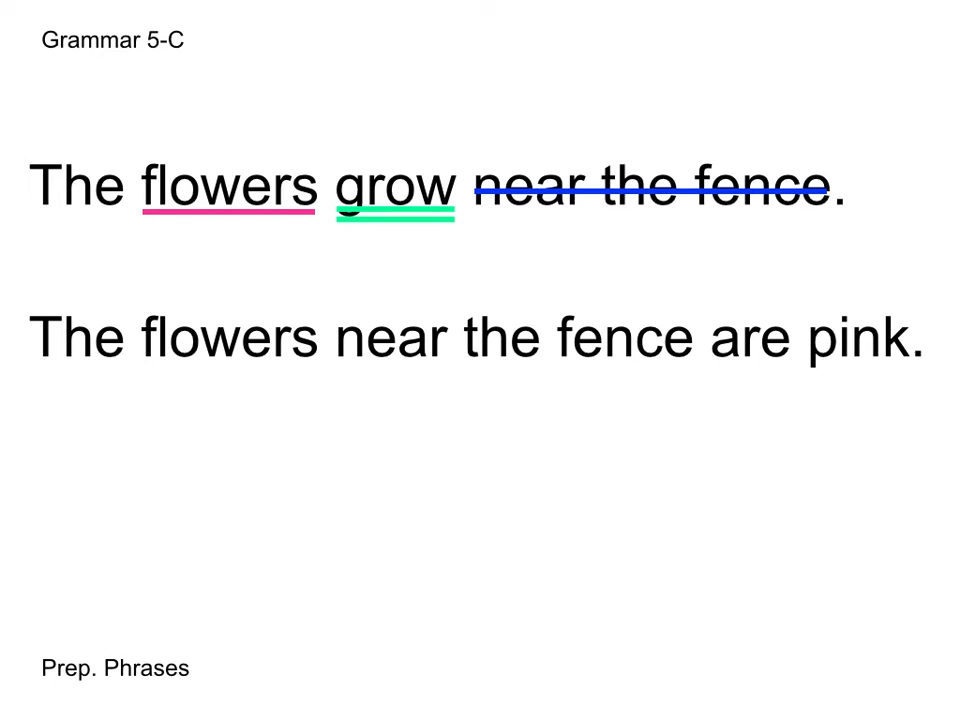 Grammar 5-C
The flowers grow near the fence.
The flowers near the fence are pink.
Prep. Phrases